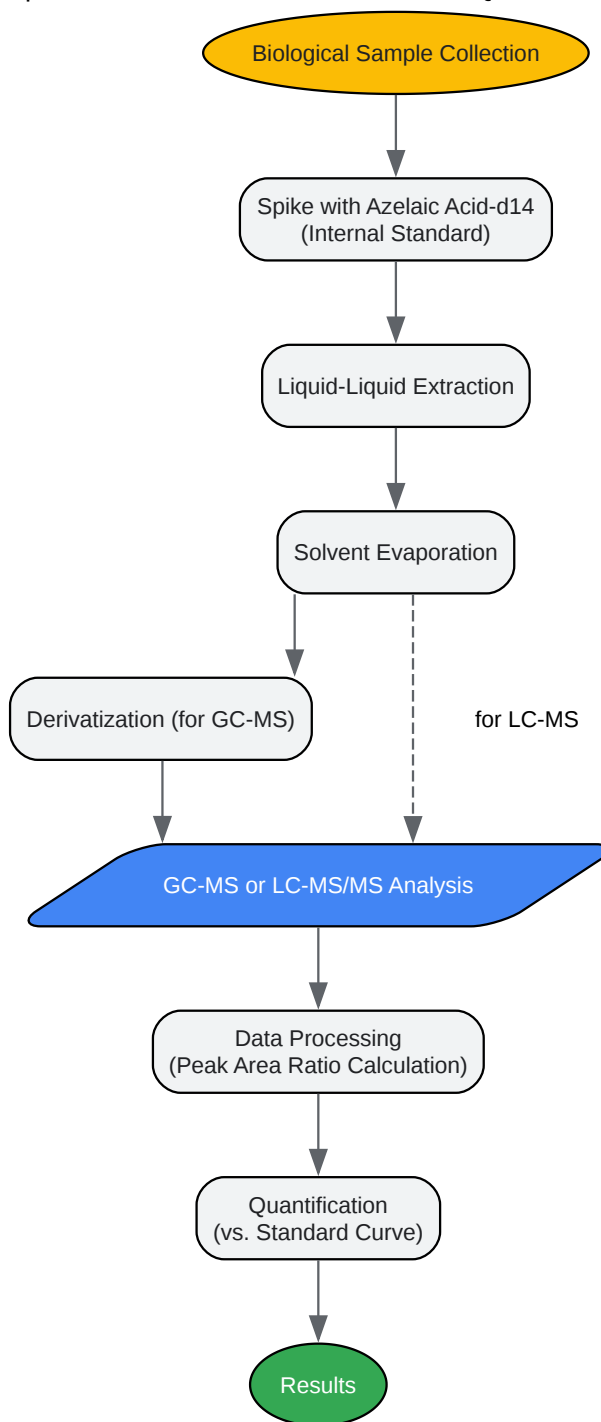 Biological Sample Collection
Spike with Azelaic Acid-d14
(Internal Standard)
Liquid-Liquid Extraction
Solvent Evaporation
Derivatization (for GC-MS)
for LC-MS
GC-MS or LC-MS/MS Analysis
Data Processing
(Peak Area Ratio Calculation)
Quantification
(vs. Standard Curve)
Results